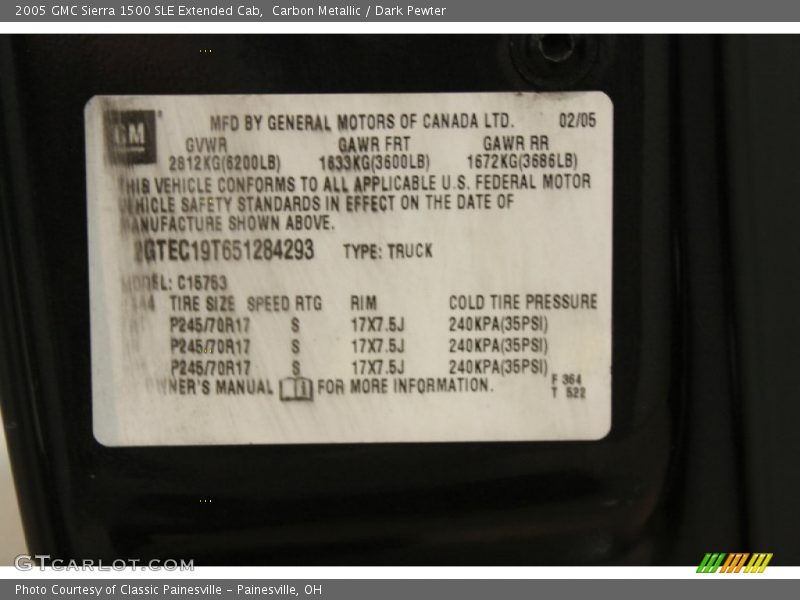 2005 GMC Sierra 1500 SLE Extended Cab,  Carbon Metallic / Dark Pewter
GM MFD BY GENERAL MOTORS OF CANADA LTD. 02/05
GVWR GAWR FRT GAWR RR
2812KG(6200LB) 1633KG(3600LB) 1672KG(3686LB)
THIS VEHICLE CONFORMS TO ALL APPLICABLE U.S. FEDERAL MOTOR
VEHICLE SAFETY STANDARDS IN EFFECT ON THE DATE OF
MANUFACTURE SHOWN ABOVE.
2GTEC19T651284293 TYPE: TRUCK
MODEL: C15753
TIRE SIZE SPEED RTG RIM COLD TIRE PRESSURE
P245/70R17 S 17X7.5J 240KPA(35PSI)
P245/70R17 S 17X7.5J 240KPA(35PSI)
P245/70R17 S 17X7.5J 240KPA(35PSI)
OWNER'S MANUAL FOR MORE INFORMATION.
F 364
T 522
GTCARLOT.COM
Photo Courtesy of Classic Painesville - Painesville, OH